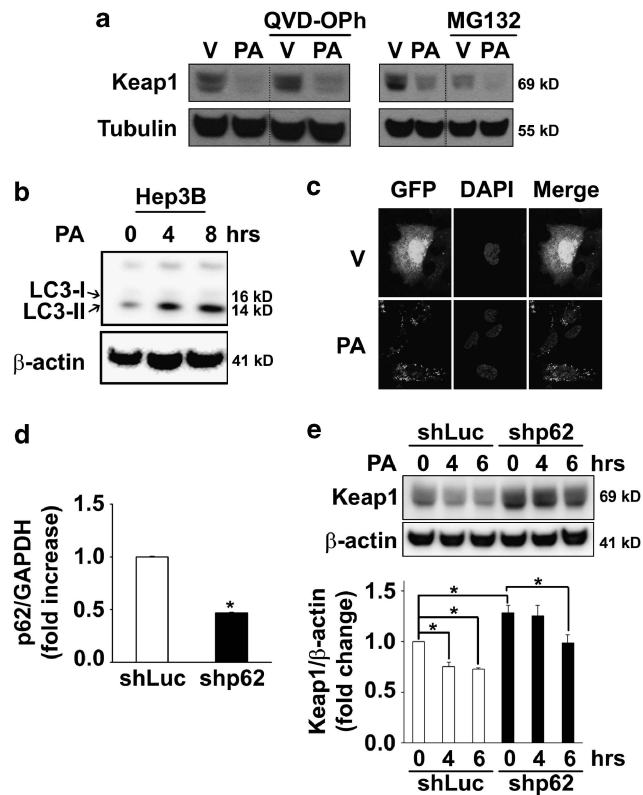 a
QVD-OPh MG132
V PA V PA V PA V PA
Keap1 69 kD
Tubulin 55 kD
b
Hep3B
PA 0 4 8 hrs
LC3-I 16 kD
LC3-II 14 kD
β-actin 41 kD
c
GFP DAPI Merge
V
PA
d
p62/GAPDH
(fold increase)
1.5
1.0
0.5
0.0
*
shLuc shp62
e
shLuc shp62
PA 0 4 6 0 4 6 hrs
Keap1 69 kD
β-actin 41 kD
Keap1/β-actin
(fold change)
1.5
1.0
0.5
0.0
* *
*
*
0 4 6 0 4 6 hrs
shLuc shp62